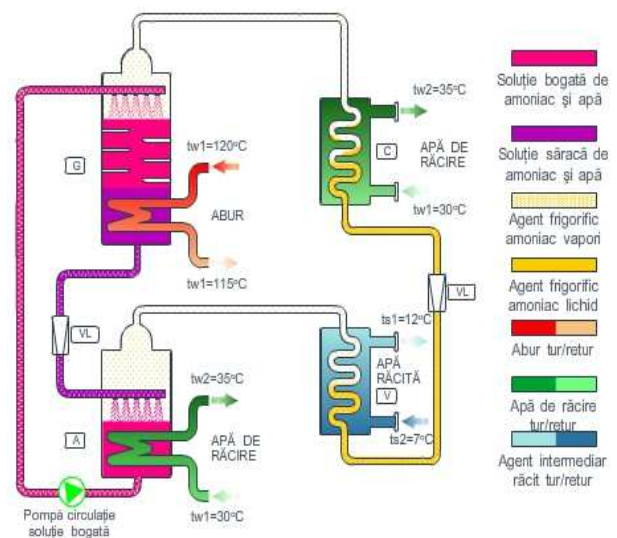 tw2=35°C
tw1=120°C
C
APĂ DE
RĂCIRE
G
ABUR
tw1=30°C
tw1=115°C
VL
VL
ts1=12°C
tw2=35°C
APĂ
RĂCITĂ
V
A
APĂ DE
RĂCIRE
ts2=7°C
tw1=30°C
Pompă circulație
soluție bogată
Soluție bogată de
amoniac și apă
Soluție săracă de
amoniac și apă
Agent frigorific
amoniac vapori
Agent frigorific
amoniac lichid
Abur tur/retur
Apă de răcire
tur/retur
Agent intermediar
răcit tur/retur